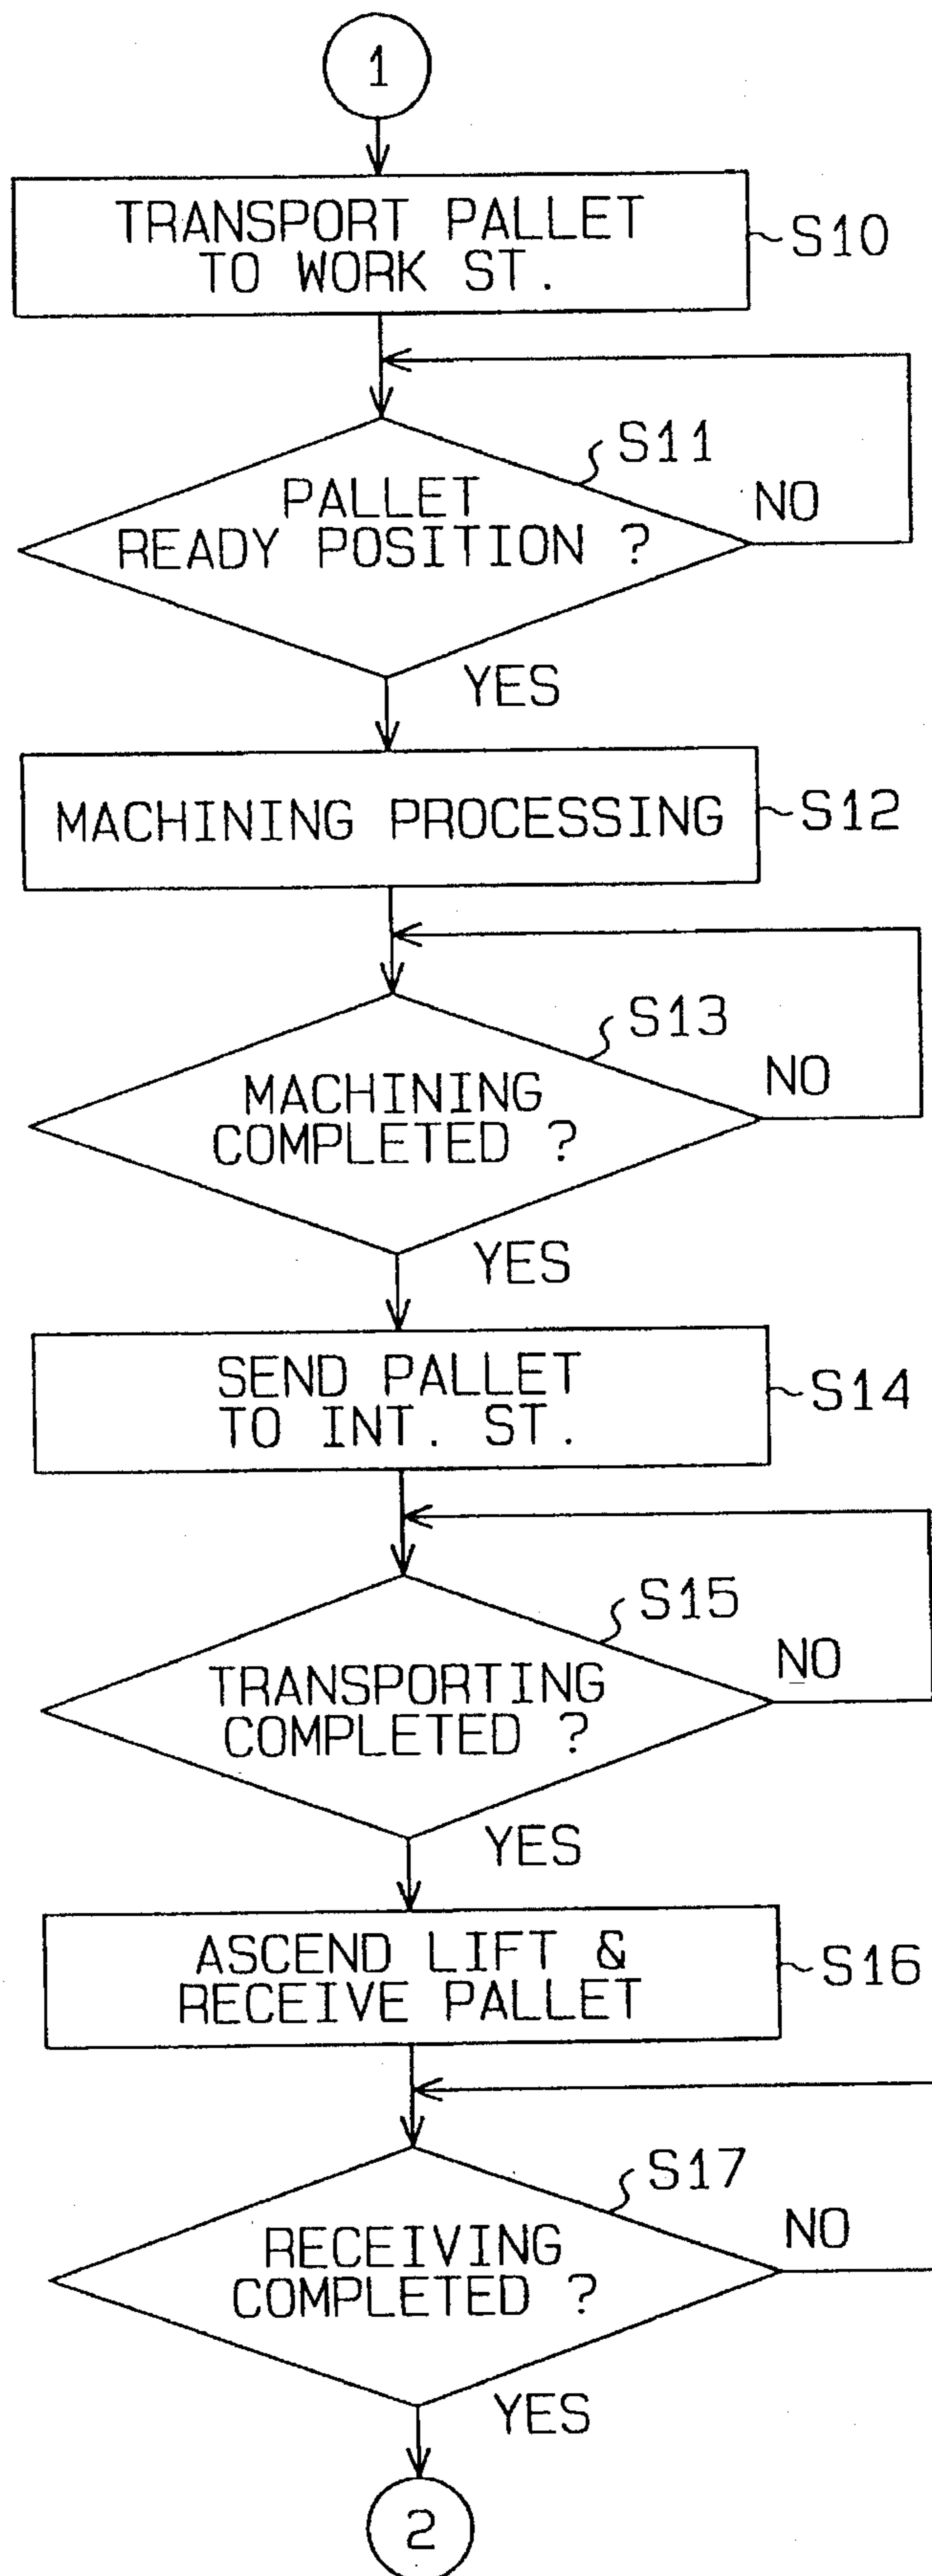 1
TRANSPORT PALLET
TO WORK ST.
S10
S11
PALLET
READY POSITION ?
NO
YES
MACHINING PROCESSING
S12
S13
MACHINING
COMPLETED ?
NO
YES
SEND PALLET
TO INT. ST.
S14
S15
TRANSPORTING
COMPLETED ?
NO
YES
ASCEND LIFT &
RECEIVE PALLET
S16
S17
RECEIVING
COMPLETED ?
NO
YES
2